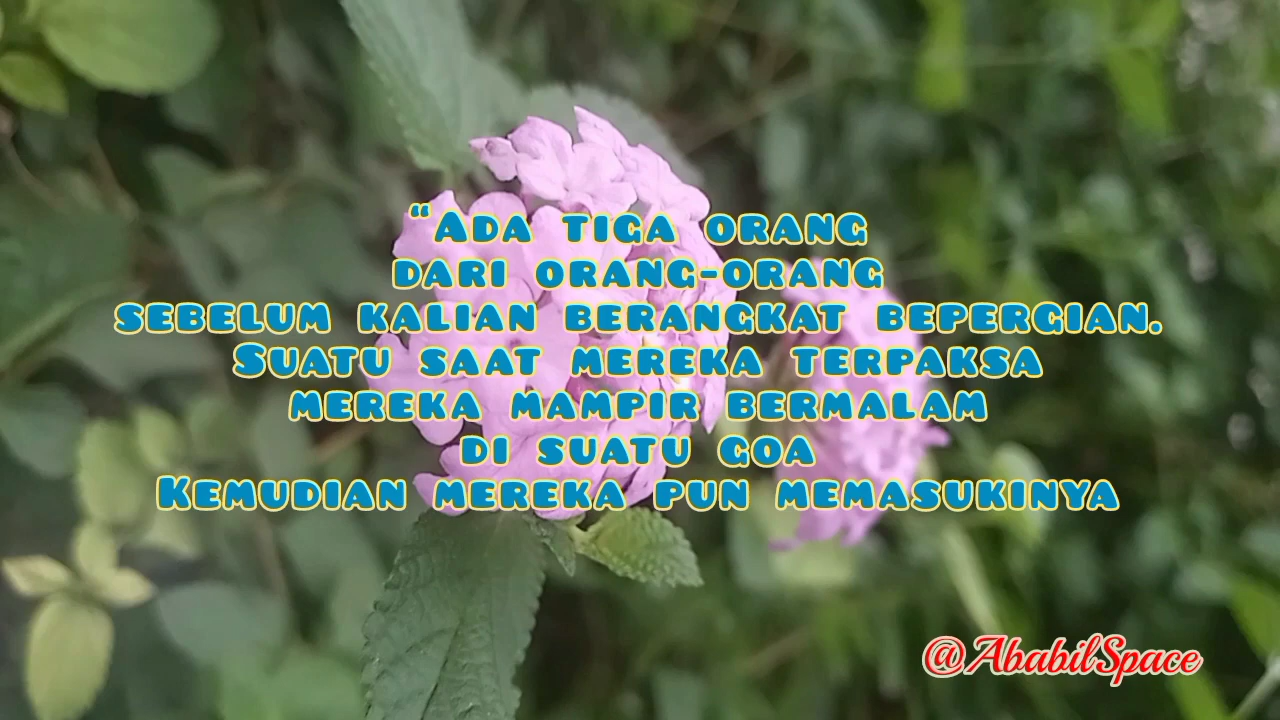 “Ada tiga orang
dari orang-orang
sebelum kalian berangkat bepergian.
Suatu saat mereka terpaksa
mereka mampir bermalam
di suatu goa
Kemudian mereka pun memasukinya
@AbabilSpace